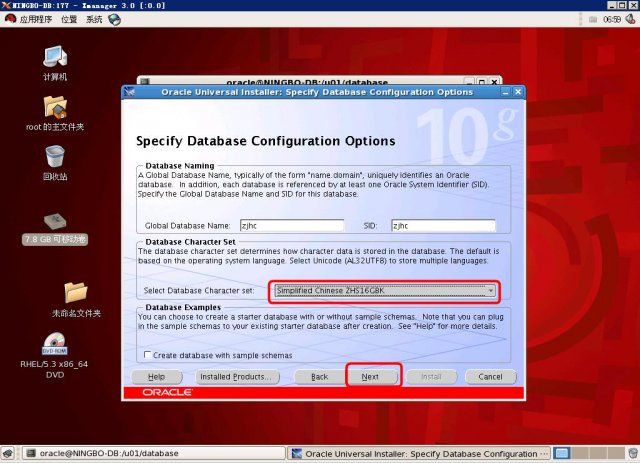 NINGBO-DB:177 - Xmanager 3.0 [:0.0]
应用程序 位置 系统 06:59
计算机
root 的主文件夹
回收站
7.8 GB 可移动卷
未命名文件夹
DVD-ROM
RHEL/5.3 x86_64
DVD
oracle@NINGBO-DB:/u01/database
Oracle Universal Installer: Specify Database Configuration Options
10g
Specify Database Configuration Options
Database Naming
A Global Database Name, typically of the form "name.domain", uniquely identifies an Oracle
database. In addition, each database is referenced by at least one Oracle System Identifier (SID).
Specify the Global Database Name and SID for this database.
Global Database Name: zjhc SID: zjhc
Database Character Set
The database character set determines how character data is stored in the database. The default is
based on the operating system language. Select Unicode (AL32UTF8) to store multiple languages.
Select Database Character set: Simplified Chinese ZHS16GBK
Database Examples
You can choose to create a starter database with or without sample schemas. Note that you can plug
in the sample schemas to your existing starter database after creation. See "Help" for more details.
Create database with sample schemas
Help Installed Products... Back Next Install Cancel
ORACLE
oracle@NINGBO-DB:/u01/database Oracle Universal Installer: Specify Database Configuration ...